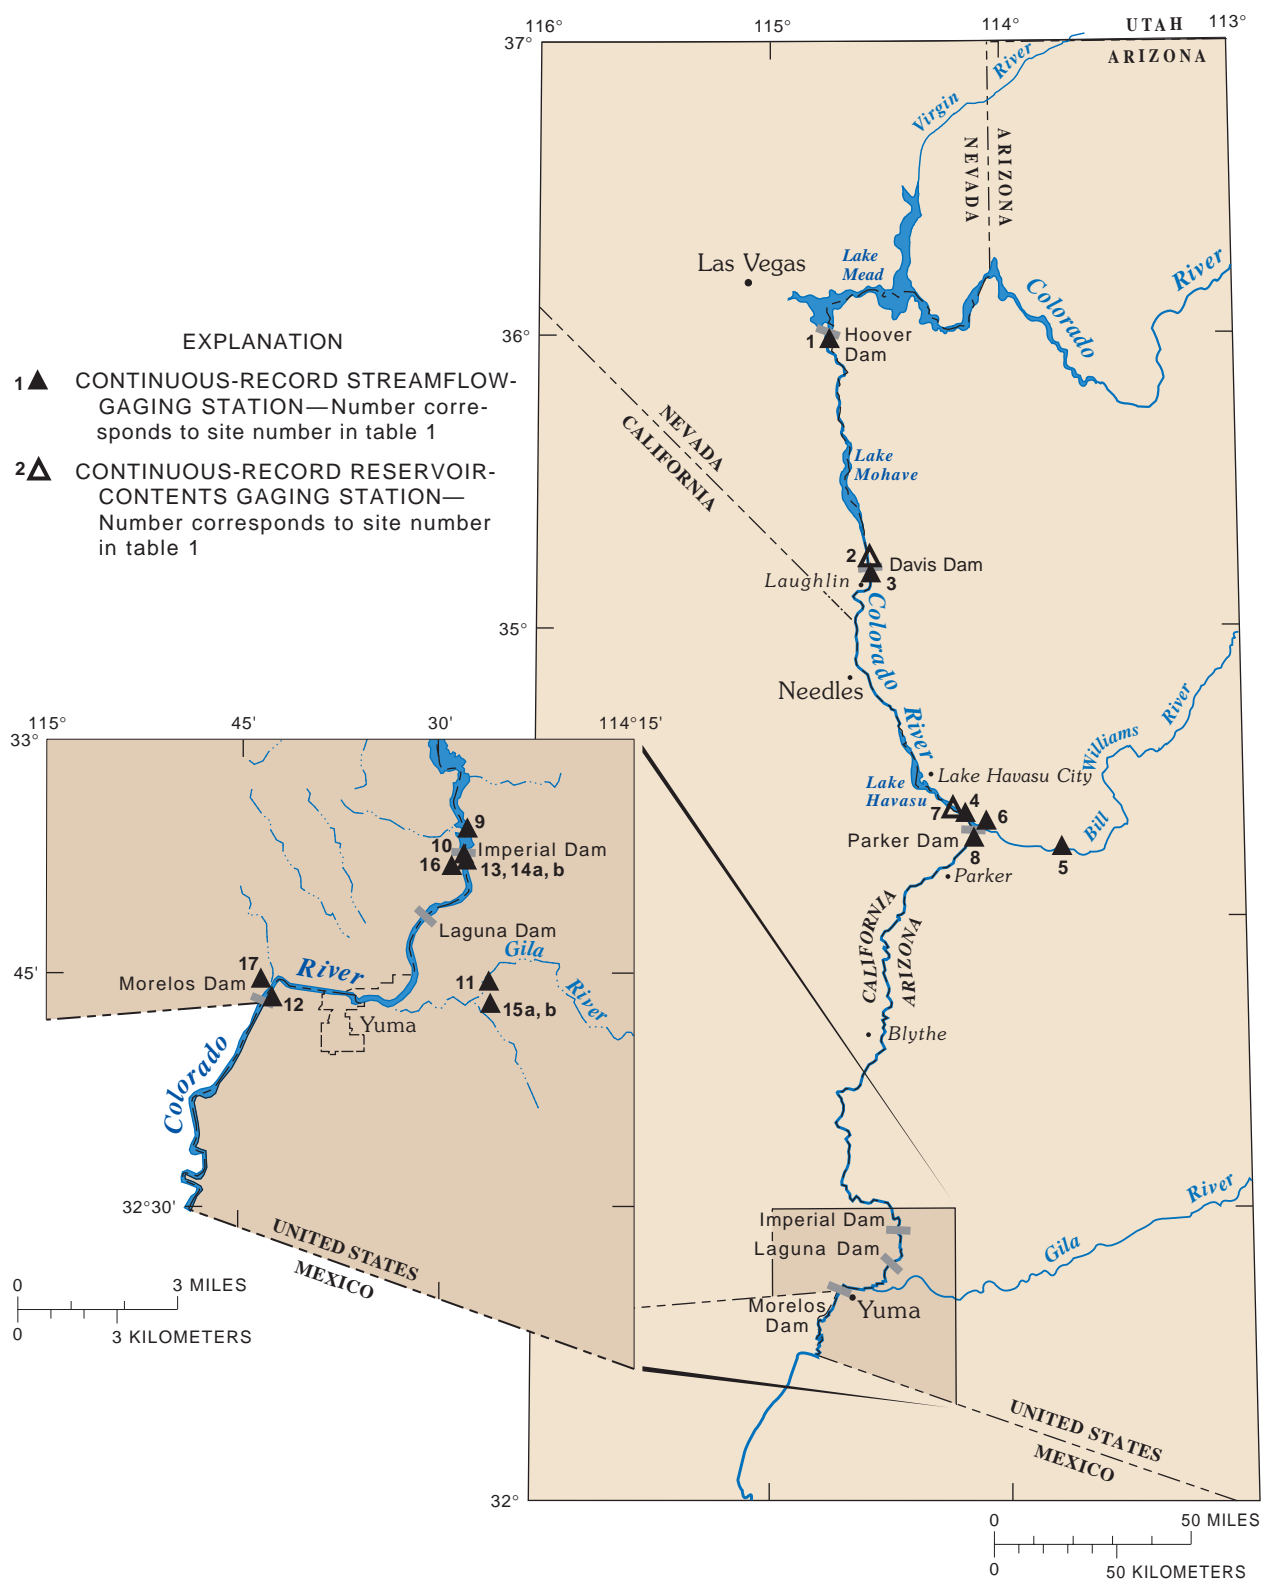 116°
115°
114°
113°
UTAH
ARIZONA
37°
Virgin River
NEVADA
ARIZONA
Las Vegas
Lake
Mead
Colorado River
36°
1
Hoover
Dam
NEVADA
CALIFORNIA
Lake
Mohave
EXPLANATION
1 CONTINUOUS-RECORD STREAMFLOW-
GAGING STATION—Number corre-
sponds to site number in table 1
2 CONTINUOUS-RECORD RESERVOIR-
CONTENTS GAGING STATION—
Number corresponds to site number
in table 1
2
Davis Dam
Laughlin
3
35°
Colorado River
Needles
Lake Havasu City
Lake
Havasu
7
4
6
Parker Dam
8
5
Bill Williams River
Parker
CALIFORNIA
ARIZONA
Blythe
Imperial Dam
Laguna Dam
Gila River
Morelos
Dam
Yuma
UNITED STATES
MEXICO
32°
0 50 MILES
0 50 KILOMETERS
115°
45'
30'
114°15'
33°
9
10
Imperial Dam
16
13, 14a, b
Laguna Dam
Gila River
45'
17
River
Morelos Dam
11
12
15a, b
Yuma
Colorado
32°30'
UNITED STATES
MEXICO
0 3 MILES
0 3 KILOMETERS